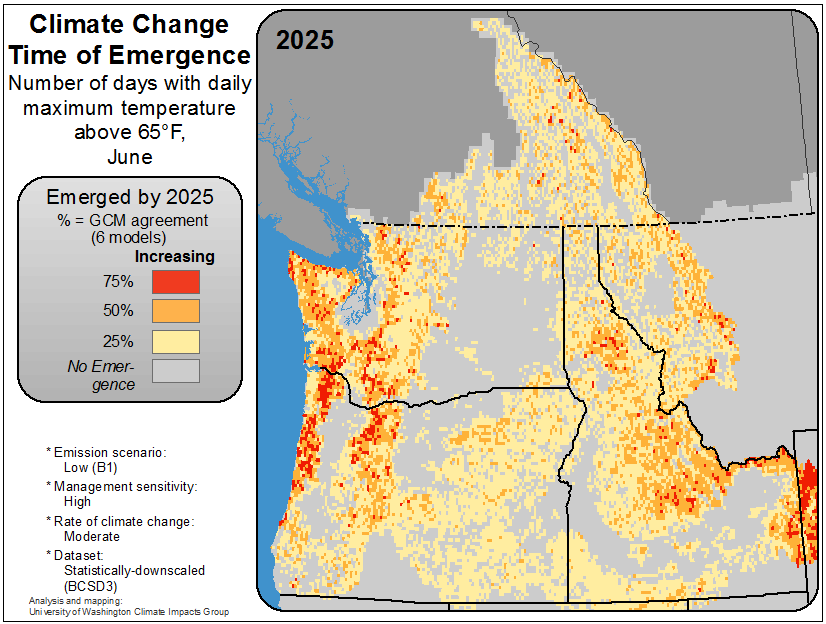 Climate Change
Time of Emergence
Number of days with daily
maximum temperature
above 65°F,
June
Emerged by 2025
% = GCM agreement
(6 models)
Increasing
75%
50%
25%
No Emer-
gence
* Emission scenario:
Low (B1)
* Management sensitivity:
High
* Rate of climate change:
Moderate
* Dataset:
Statistically-downscaled
(BCSD3)
Analysis and mapping:
University of Washington Climate Impacts Group
2025